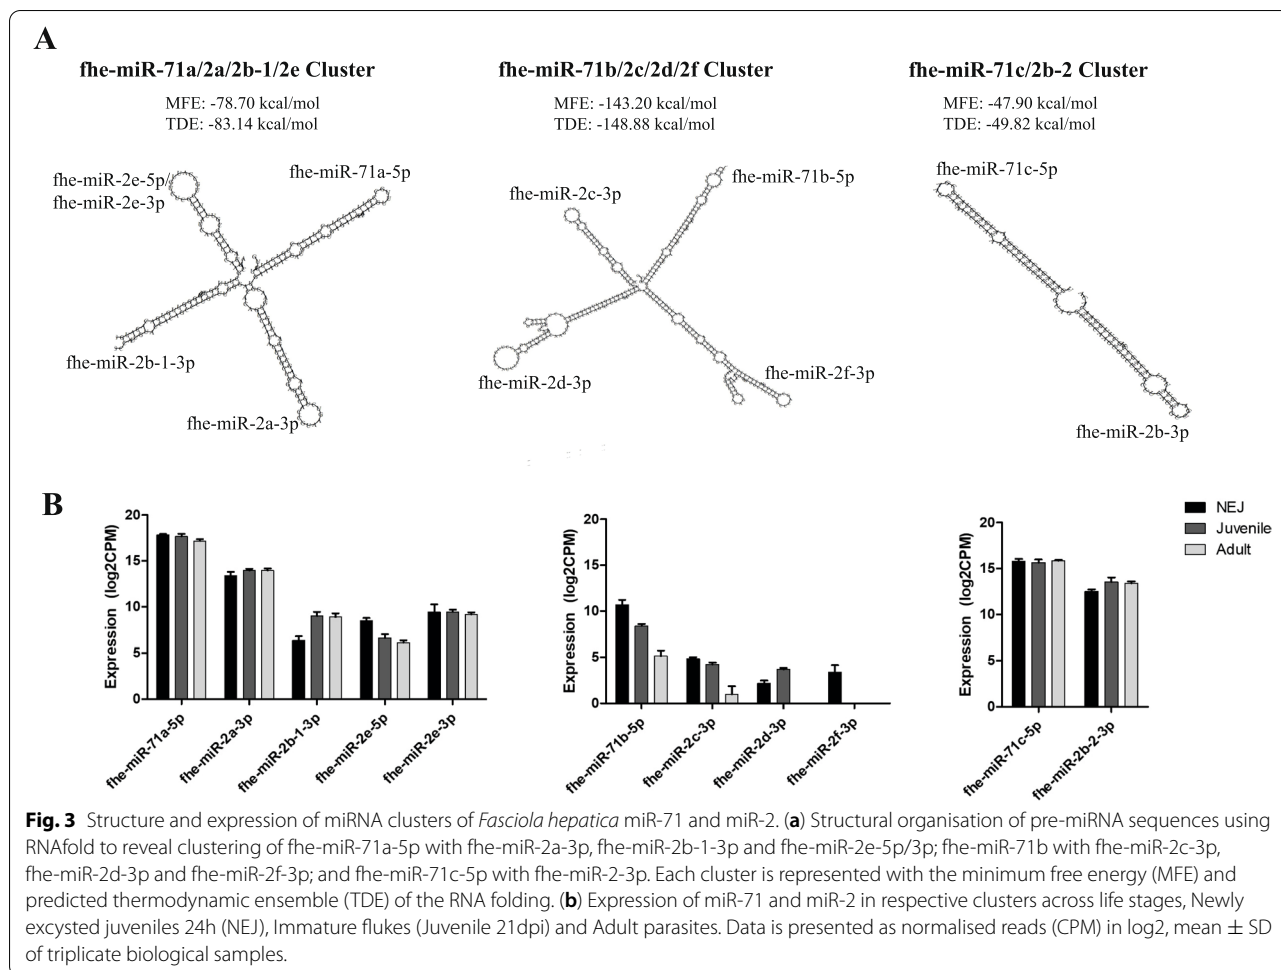 A
fhe-miR-71a/2a/2b-1/2e Cluster
MFE: -78.70 kcal/mol
TDE: -83.14 kcal/mol
fhe-miR-2e-5p/
fhe-miR-2e-3p
fhe-miR-71a-5p
fhe-miR-2b-1-3p
fhe-miR-2a-3p
fhe-miR-71b/2c/2d/2f Cluster
MFE: -143.20 kcal/mol
TDE: -148.88 kcal/mol
fhe-miR-2c-3p
fhe-miR-71b-5p
fhe-miR-2d-3p
fhe-miR-2f-3p
fhe-miR-71c/2b-2 Cluster
MFE: -47.90 kcal/mol
TDE: -49.82 kcal/mol
fhe-miR-71c-5p
fhe-miR-2b-3p
B
Expression (log2CPM)
20
15
10
5
0
fhe-miR-71a-5p
fhe-miR-2a-3p
fhe-miR-2b-1-3p
fhe-miR-2e-5p
fhe-miR-2e-3p
Expression (log2CPM)
20
15
10
5
0
fhe-miR-71b-5p
fhe-miR-2c-3p
fhe-miR-2d-3p
fhe-miR-2f-3p
Expression (log2CPM)
20
15
10
5
0
fhe-miR-71c-5p
fhe-miR-2b-2-3p
NEJ
Juvenile
Adult
Fig. 3 Structure and expression of miRNA clusters of Fasciola hepatica miR-71 and miR-2. (a) Structural organisation of pre-miRNA sequences using
RNAfold to reveal clustering of fhe-miR-71a-5p with fhe-miR-2a-3p, fhe-miR-2b-1-3p and fhe-miR-2e-5p/3p; fhe-miR-71b with fhe-miR-2c-3p,
fhe-miR-2d-3p and fhe-miR-2f-3p; and fhe-miR-71c-5p with fhe-miR-2-3p. Each cluster is represented with the minimum free energy (MFE) and
predicted thermodynamic ensemble (TDE) of the RNA folding. (b) Expression of miR-71 and miR-2 in respective clusters across life stages, Newly
excysted juveniles 24h (NEJ), Immature flukes (Juvenile 21dpi) and Adult parasites. Data is presented as normalised reads (CPM) in log2, mean ± SD
of triplicate biological samples.